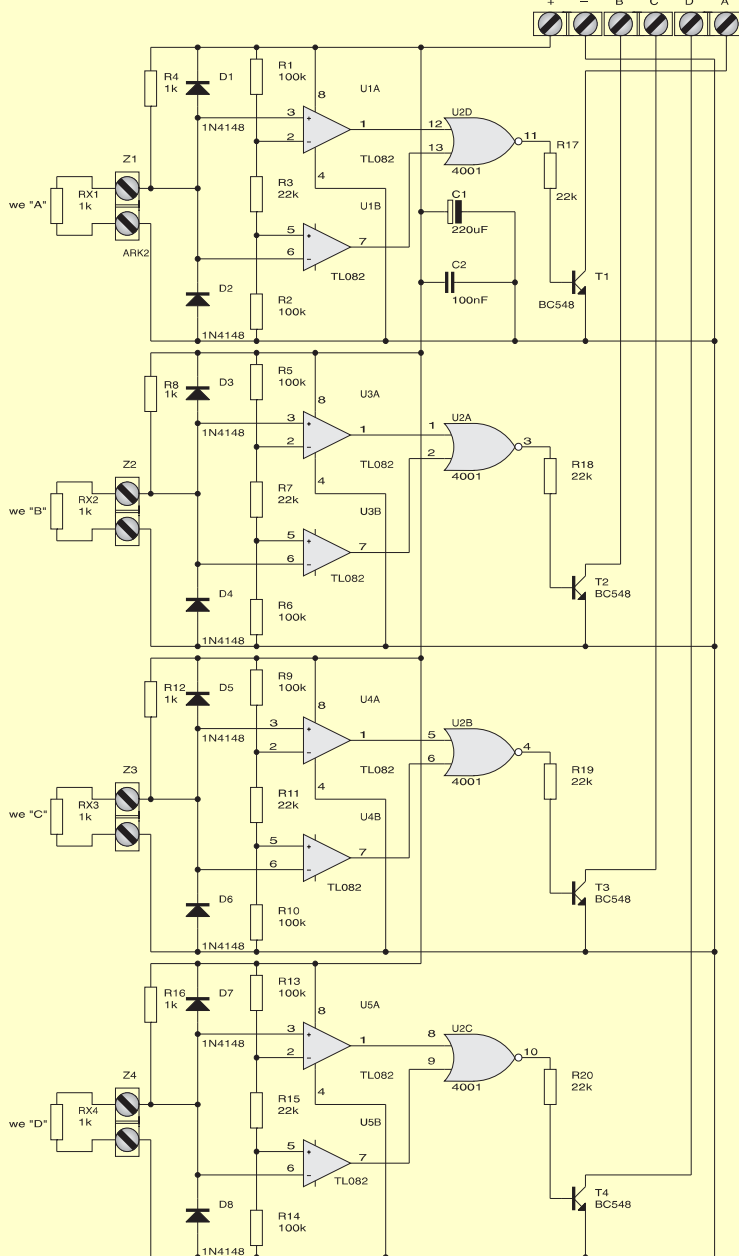 + − B C D A
R4
1k
D1
1N4148
R1
100k
U1A
8
3
2
1
4
TL082
R3
22k
U1B
5
6
7
TL082
U2D
12
13
11
4001
R17
22k
Z1
we "A"
RX1
1k
ARK2
C1
220uF
C2
100nF
T1
BC548
D2
1N4148
R2
100k
R8
1k
D3
1N4148
R5
100k
U3A
8
3
2
1
4
TL082
R7
22k
U3B
5
6
7
TL082
U2A
1
2
3
4001
R18
22k
Z2
we "B"
RX2
1k
T2
BC548
D4
1N4148
R6
100k
R12
1k
D5
1N4148
R9
100k
U4A
8
3
2
1
4
TL082
R11
22k
U4B
5
6
7
TL082
U2B
5
6
4
4001
R19
22k
Z3
we "C"
RX3
1k
T3
BC548
D6
1N4148
R10
100k
R16
1k
D7
1N4148
R13
100k
U5A
8
3
2
1
4
TL082
R15
22k
U5B
5
6
7
TL082
U2C
8
9
10
4001
R20
22k
Z4
we "D"
RX4
1k
T4
BC548
D8
1N4148
R14
100k